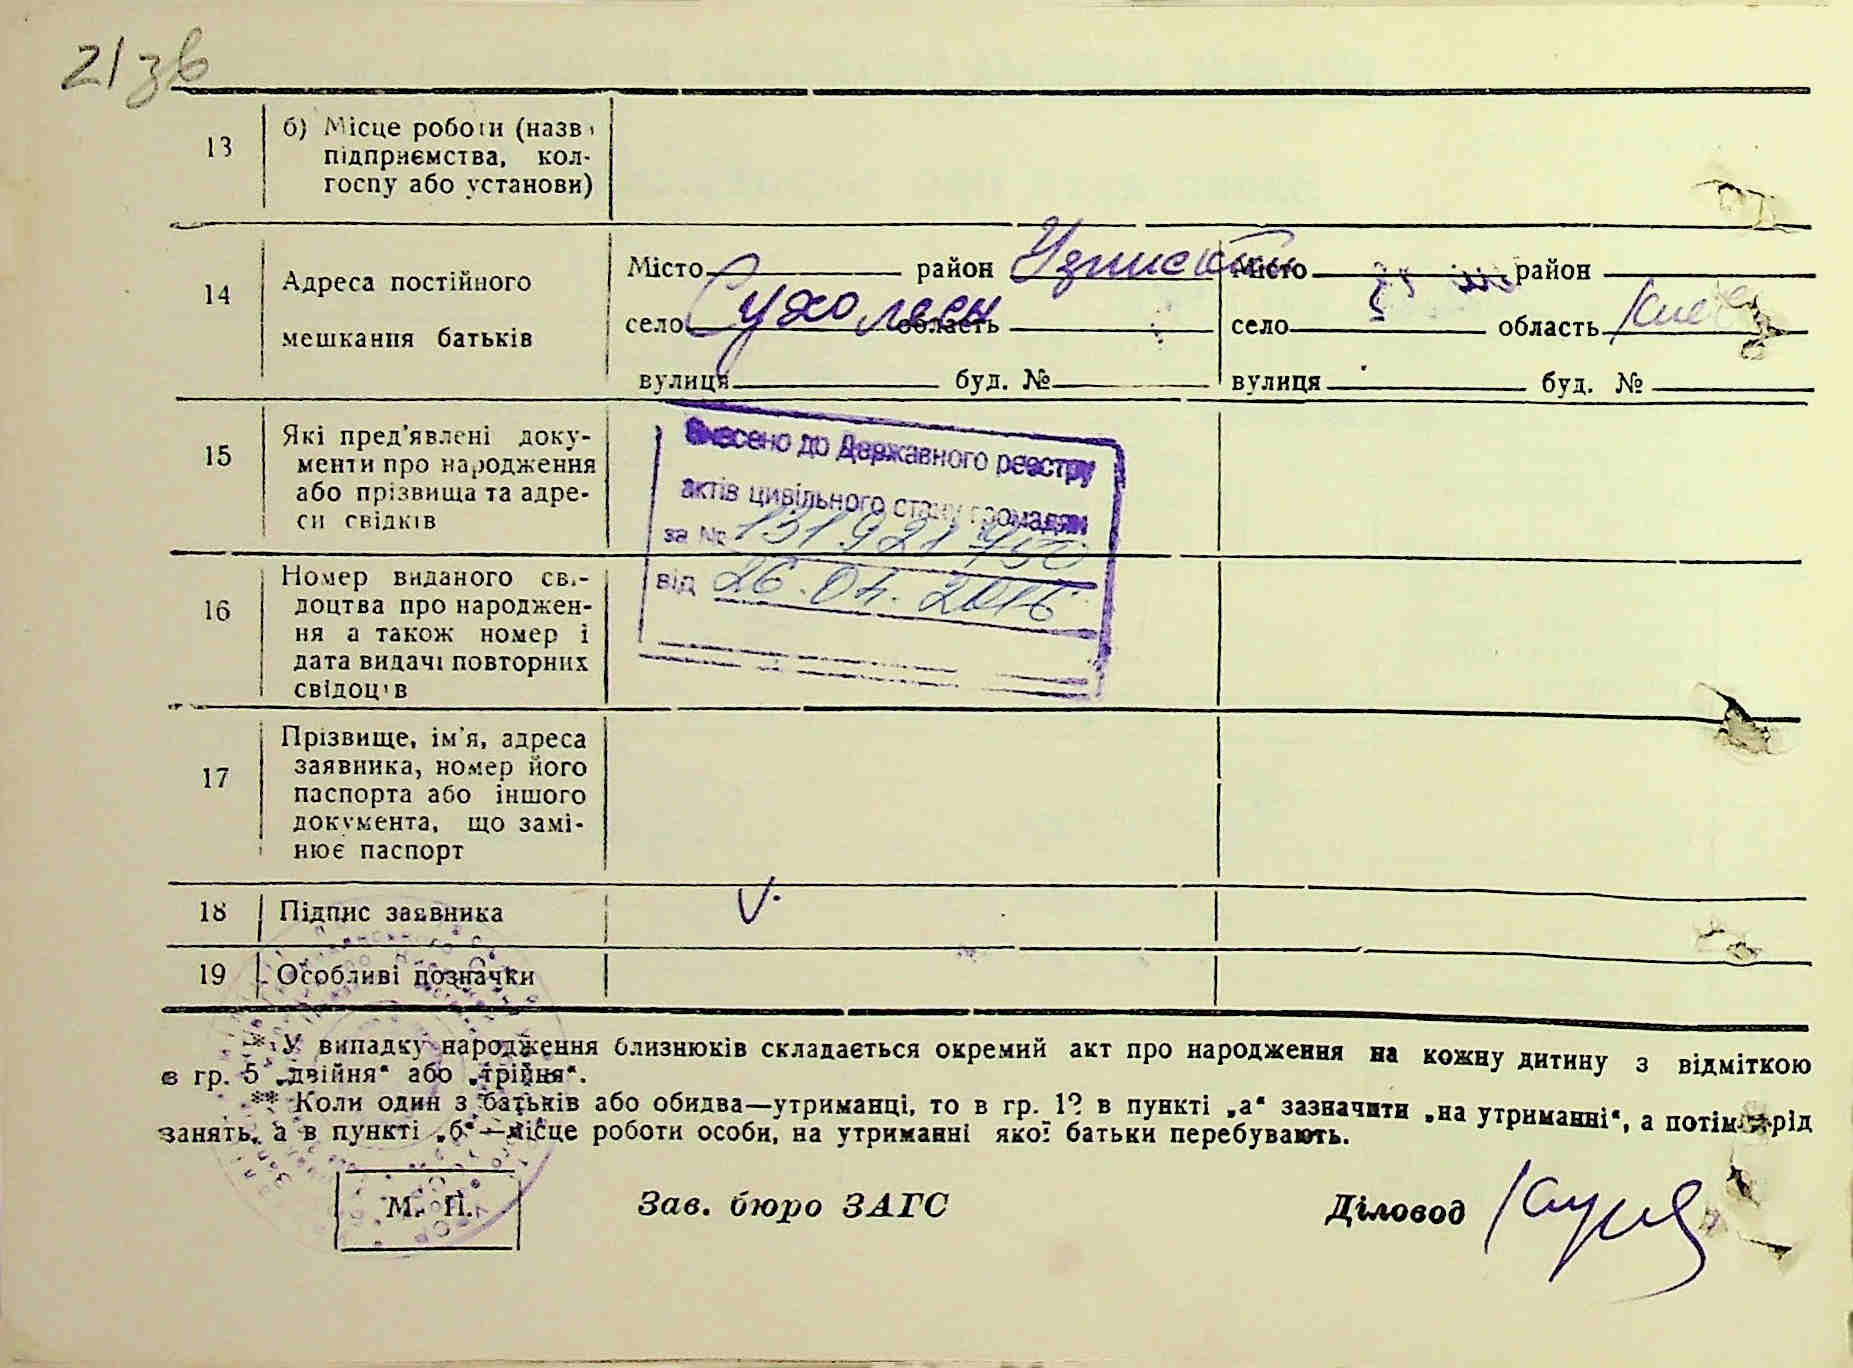 21зв
13 б) Місце роботи (назва
підприємства, кол-
госпу або установи)
14 Адреса постійного
мешкання батьків
Місто район Місто район
село Сухолеси область село область Кие
вулиця буд. № вулиця буд. №
15 Які пред'явлені доку-
менти про народження
або прізвища та адре-
си свідків
Внесено до Державного реєстру
актів цивільного стану громадян
за №
від 26.04.2016
16 Номер виданого сві-
доцтва про народжен-
ня а також номер і
дата видачі повторних
свідоцтв
17 Прізвище, ім'я, адреса
заявника, номер його
паспорта або іншого
документа, що замі-
нює паспорт
18 Підпис заявника V.
19 Особливі позначки
* У випадку народження близнюків складається окремий акт про народження на кожну дитину з відміткою
в гр. 5 „двійня“ або „трійня“.
** Коли один з батьків або обидва—утриманці, то в гр. 12 в пункті „а“ зазначити „на утриманні“, а потім рід
занять, а в пункті „б“—місце роботи особи, на утриманні якої батьки перебувають.
М. П. Зав. бюро ЗАГС Діловод